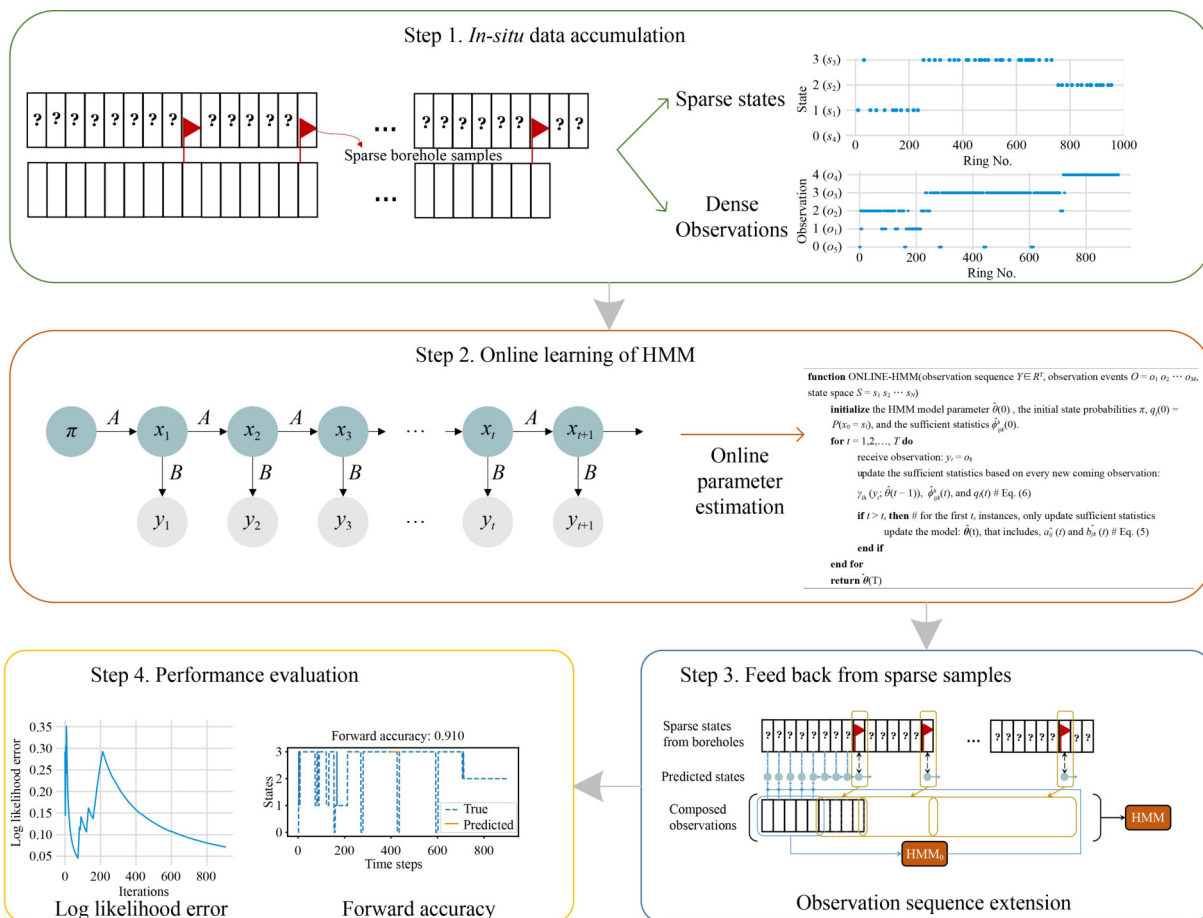 Step 1. In-situ data accumulation
? ? ? ? ? ? ? ? ? ? ? ? ?
? ? ? ? ? ? ? ? ?
...
Sparse borehole samples
...
Sparse states
Dense
Observations
State
3 (s3)
2 (s2)
1 (s1)
0 (s4)
0 200 400 600 800 1000
Ring No.
Observation
4 (o4)
3 (o3)
2 (o2)
1 (o1)
0 (o5)
0 200 400 600 800
Ring No.
Step 2. Online learning of HMM
π A x1 A x2 A x3 ... xt A xt+1
B B B B B
y1 y2 y3 ... yt yt+1
Online
parameter
estimation
function ONLINE-HMM(observation sequence Y∈R^T, observation events O = o1 o2 ⋯ oM,
state space S = s1 s2 ⋯ sN)
initialize the HMM model parameter θ̂(0) , the initial state probabilities π,
and the sufficient statistics
for t = 1,2,…, T do
receive observation: yt = ok
update the sufficient statistics based on every new coming observation:
and # Eq. (6)
then # for the first instances, only update sufficient statistics
update the model: θ̂(t), that includes, and # Eq. (5)
end if
end for
return θ̂(T)
Step 4. Performance evaluation
Log likelihood error
0.35
0.30
0.25
0.20
0.15
0.10
0.05
0 200 400 600 800
Iterations
Log likelihood error
Forward accuracy: 0.910
States
3
2
1
0
True
Predicted
0 200 400 600 800
Time steps
Forward accuracy
Step 3. Feed back from sparse samples
Sparse states
from boreholes
...
Predicted states
Composed
observations
HMM
HMM0
Observation sequence extension